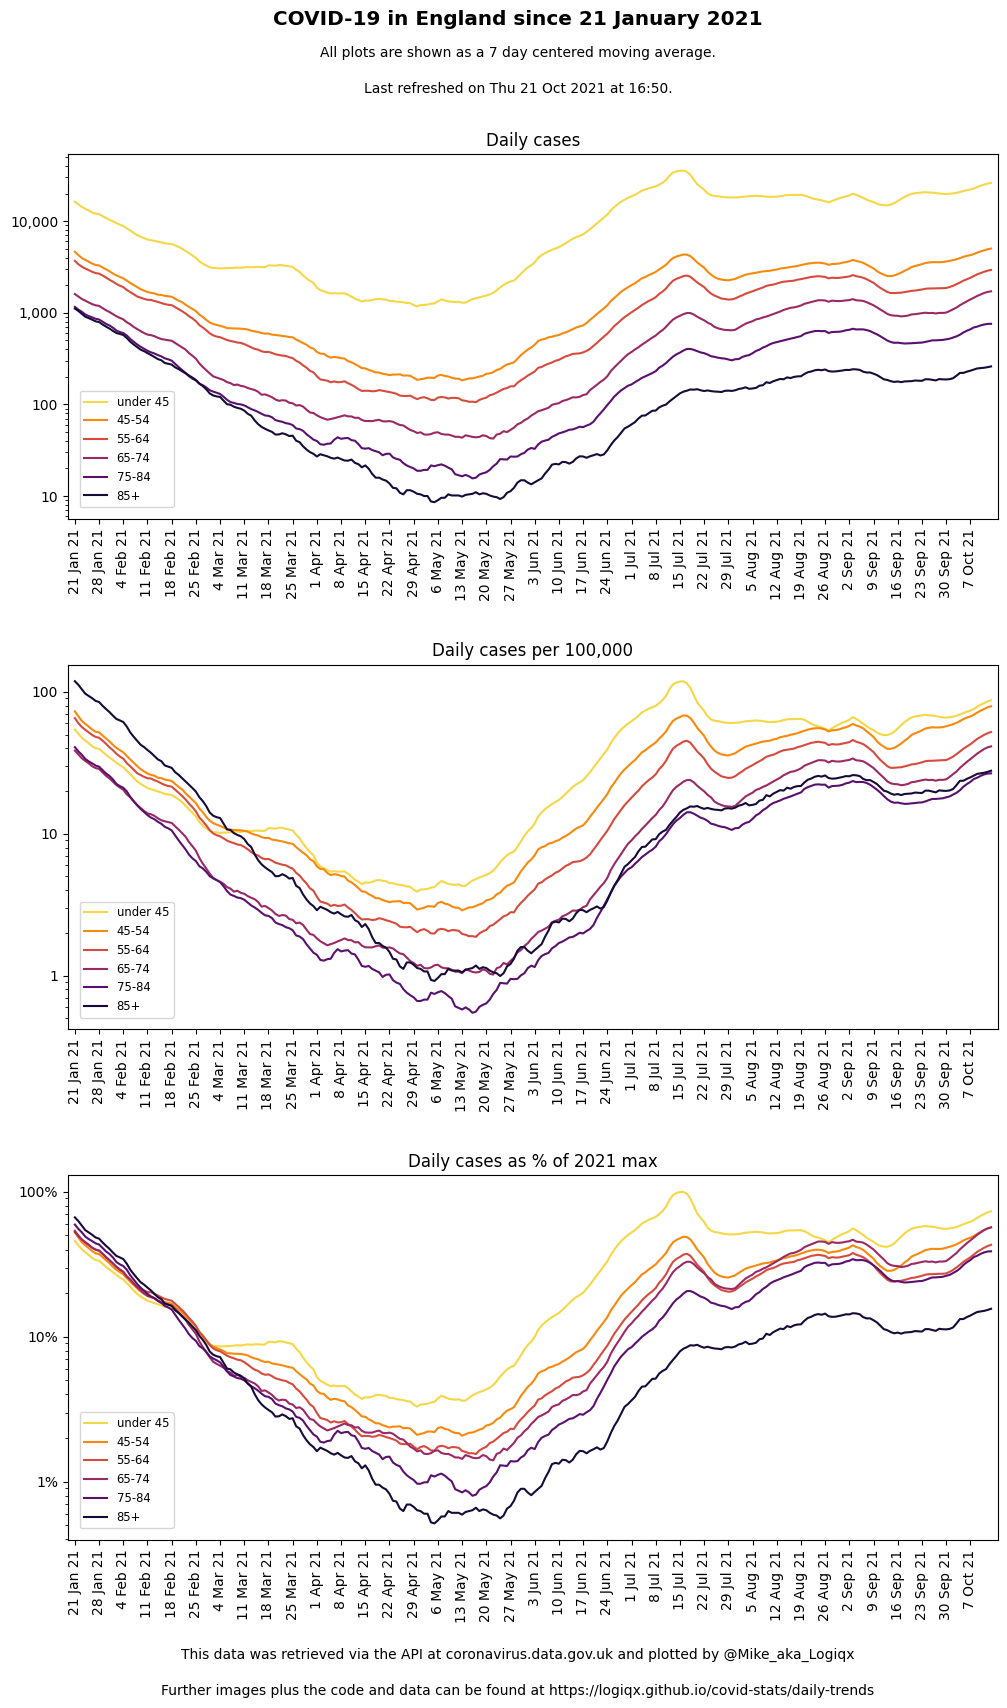 COVID-19 in England since 21 January 2021
All plots are shown as a 7 day centered moving average.
Last refreshed on Thu 21 Oct 2021 at 16:50.
Daily cases
10,000
1,000
100
10
under 45
45-54
55-64
65-74
75-84
85+
21 Jan 21
28 Jan 21
4 Feb 21
11 Feb 21
18 Feb 21
25 Feb 21
4 Mar 21
11 Mar 21
18 Mar 21
25 Mar 21
1 Apr 21
8 Apr 21
15 Apr 21
22 Apr 21
29 Apr 21
6 May 21
13 May 21
20 May 21
27 May 21
3 Jun 21
10 Jun 21
17 Jun 21
24 Jun 21
1 Jul 21
8 Jul 21
15 Jul 21
22 Jul 21
29 Jul 21
5 Aug 21
12 Aug 21
19 Aug 21
26 Aug 21
2 Sep 21
9 Sep 21
16 Sep 21
23 Sep 21
30 Sep 21
7 Oct 21
Daily cases per 100,000
100
10
1
under 45
45-54
55-64
65-74
75-84
85+
21 Jan 21
28 Jan 21
4 Feb 21
11 Feb 21
18 Feb 21
25 Feb 21
4 Mar 21
11 Mar 21
18 Mar 21
25 Mar 21
1 Apr 21
8 Apr 21
15 Apr 21
22 Apr 21
29 Apr 21
6 May 21
13 May 21
20 May 21
27 May 21
3 Jun 21
10 Jun 21
17 Jun 21
24 Jun 21
1 Jul 21
8 Jul 21
15 Jul 21
22 Jul 21
29 Jul 21
5 Aug 21
12 Aug 21
19 Aug 21
26 Aug 21
2 Sep 21
9 Sep 21
16 Sep 21
23 Sep 21
30 Sep 21
7 Oct 21
Daily cases as % of 2021 max
100%
10%
1%
under 45
45-54
55-64
65-74
75-84
85+
21 Jan 21
28 Jan 21
4 Feb 21
11 Feb 21
18 Feb 21
25 Feb 21
4 Mar 21
11 Mar 21
18 Mar 21
25 Mar 21
1 Apr 21
8 Apr 21
15 Apr 21
22 Apr 21
29 Apr 21
6 May 21
13 May 21
20 May 21
27 May 21
3 Jun 21
10 Jun 21
17 Jun 21
24 Jun 21
1 Jul 21
8 Jul 21
15 Jul 21
22 Jul 21
29 Jul 21
5 Aug 21
12 Aug 21
19 Aug 21
26 Aug 21
2 Sep 21
9 Sep 21
16 Sep 21
23 Sep 21
30 Sep 21
7 Oct 21
This data was retrieved via the API at coronavirus.data.gov.uk and plotted by @Mike_aka_Logiqx
Further images plus the code and data can be found at https://logiqx.github.io/covid-stats/daily-trends